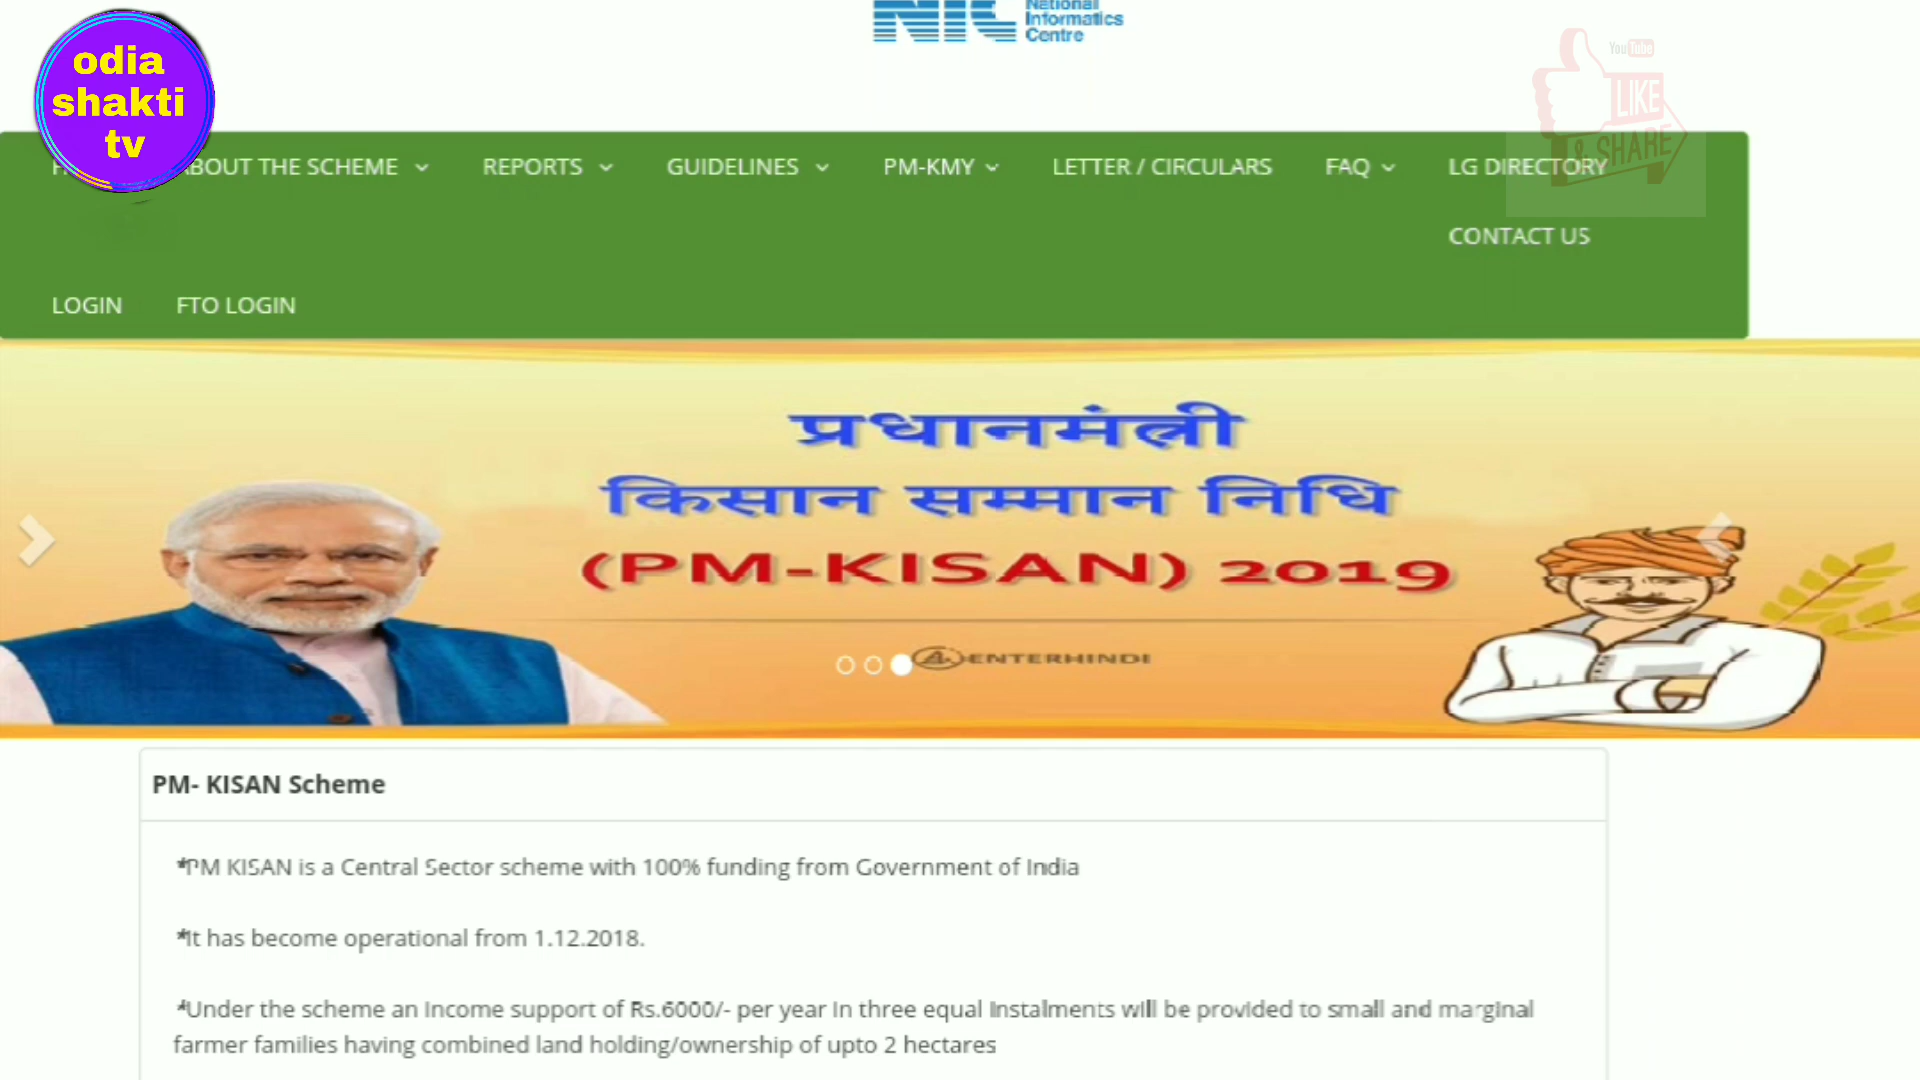 National
NIC Informatics
Centre
odia
shakti
tv
YouTube
LIKE
& SHARE
ABOUT THE SCHEME
REPORTS
GUIDELINES
PM-KMY
LETTER / CIRCULARS
FAQ
LG DIRECTORY
CONTACT US
LOGIN
FTO LOGIN
प्रधानमंत्री
किसान सम्मान निधि
(PM-KISAN) 2019
ENTERHINDI
PM- KISAN Scheme
*PM KISAN is a Central Sector scheme with 100% funding from Government of India
*It has become operational from 1.12.2018.
*Under the scheme an income support of Rs.6000/- per year in three equal instalments will be provided to small and marginal
farmer families having combined land holding/ownership of upto 2 hectares